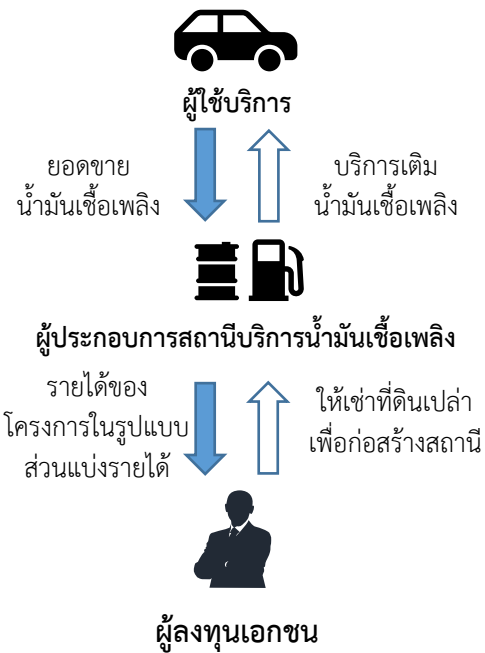 ผู้ใช้บริการ
ยอดขาย
น้ำมันเชื้อเพลิง
บริการเติม
น้ำมันเชื้อเพลิง
ผู้ประกอบการสถานีบริการน้ำมันเชื้อเพลิง
รายได้ของ
โครงการในรูปแบบ
ส่วนแบ่งรายได้
ให้เช่าที่ดินเปล่า
เพื่อก่อสร้างสถานี
ผู้ลงทุนเอกชน